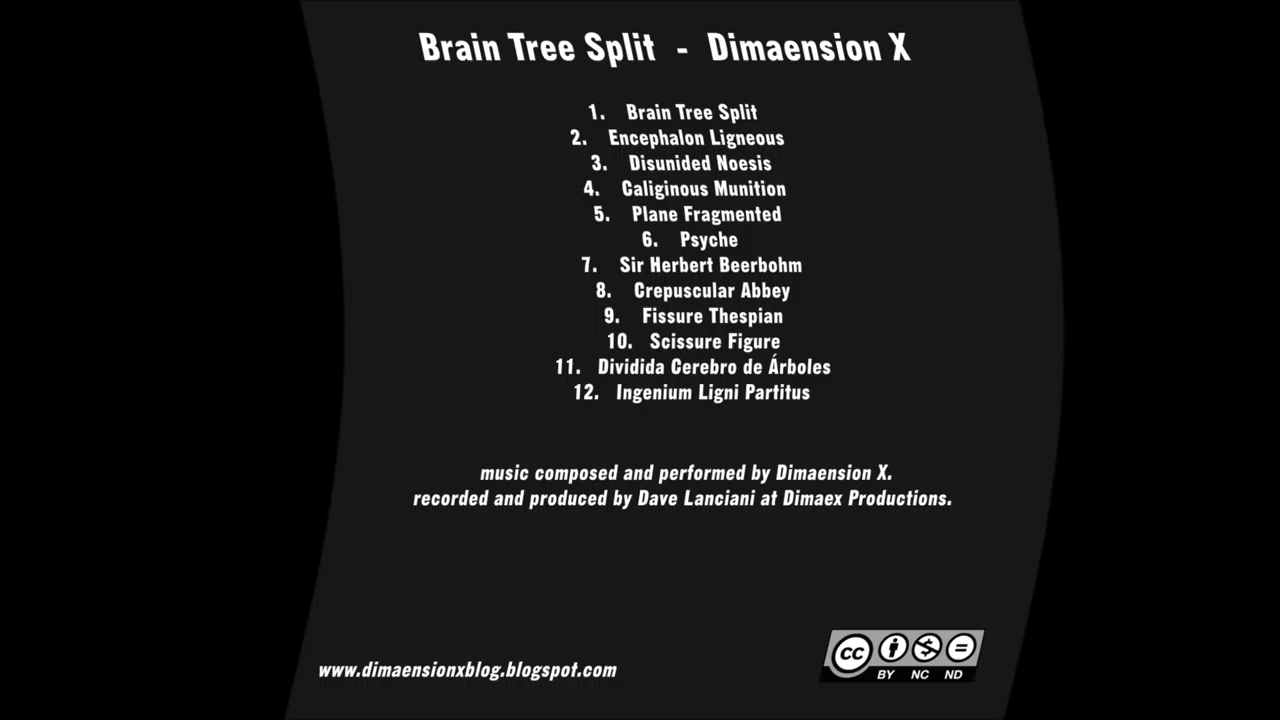 Brain Tree Split - Dimaension X
1. Brain Tree Split
2. Encephalon Ligneous
3. Disunided Noesis
4. Caliginous Munition
5. Plane Fragmented
6. Psyche
7. Sir Herbert Beerbohm
8. Crepuscular Abbey
9. Fissure Thespian
10. Scissure Figure
11. Dividida Cerebro de Árboles
12. Ingenium Ligni Partitus
music composed and performed by Dimaension X.
recorded and produced by Dave Lanciani at Dimaex Productions.
www.dimaensionxblog.blogspot.com
cc
BY NC ND